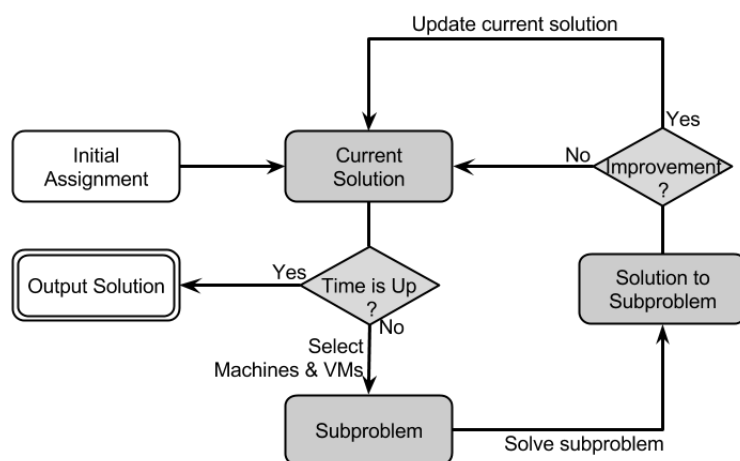 Update current solution
Yes
Initial
Assignment
Current
Solution
No
Improvement
?
Output Solution
Yes
Time is Up
?
No
Solution to
Subproblem
Select
Machines & VMs
Subproblem
Solve subproblem